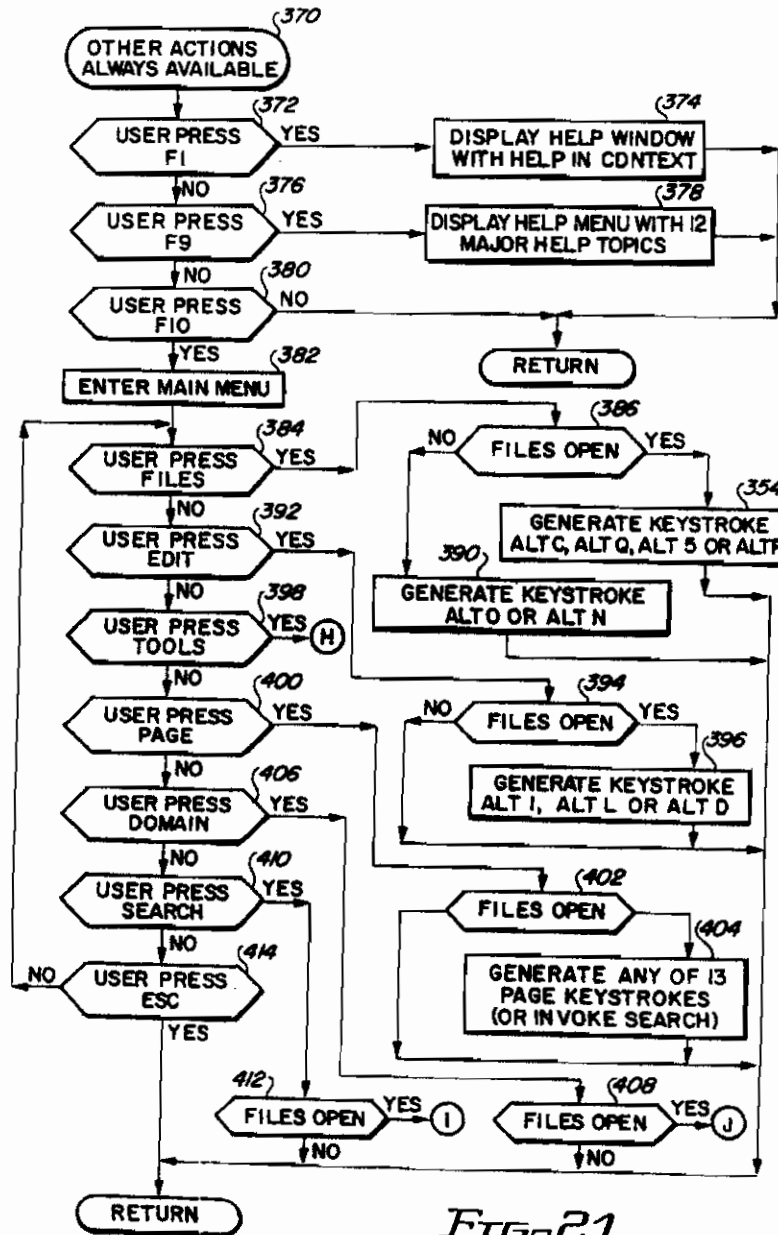 370
OTHER ACTIONS
ALWAYS AVAILABLE
372
USER PRESS
F1
YES
374
DISPLAY HELP WINDOW
WITH HELP IN CONTEXT
NO
376
USER PRESS
F9
YES
378
DISPLAY HELP MENU WITH 12
MAJOR HELP TOPICS
NO
380
USER PRESS
F10
NO
RETURN
YES
382
ENTER MAIN MENU
384
USER PRESS
FILES
YES
386
NO
FILES OPEN
YES
354
GENERATE KEYSTROKE
ALT C, ALT Q, ALT 5 OR ALT
390
GENERATE KEYSTROKE
ALT O OR ALT N
NO
392
USER PRESS
EDIT
YES
394
NO
FILES OPEN
YES
396
GENERATE KEYSTROKE
ALT I, ALT L OR ALT D
NO
398
USER PRESS
TOOLS
YES
H
NO
400
USER PRESS
PAGE
YES
402
FILES OPEN
404
GENERATE ANY OF 13
PAGE KEYSTROKES
(OR INVOKE SEARCH)
NO
406
USER PRESS
DOMAIN
YES
408
FILES OPEN
YES
J
NO
NO
410
USER PRESS
SEARCH
YES
412
FILES OPEN
YES
I
NO
NO
414
NO
USER PRESS
ESC
YES
RETURN
FIG. 21